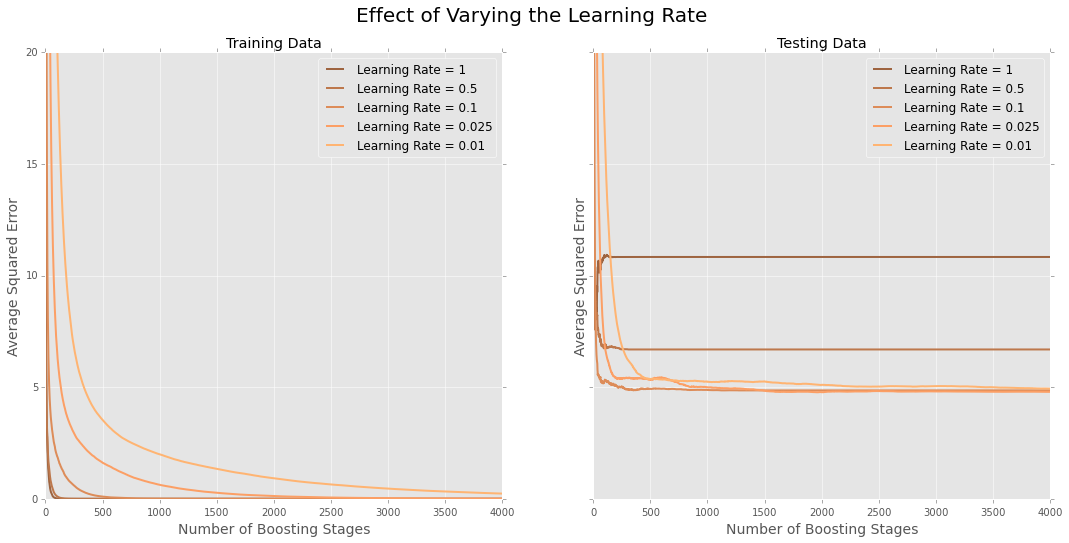 Effect of Varying the Learning Rate
Training Data
Average Squared Error
20
15
10
5
0
Learning Rate = 1
Learning Rate = 0.5
Learning Rate = 0.1
Learning Rate = 0.025
Learning Rate = 0.01
0 500 1000 1500 2000 2500 3000 3500 4000
Number of Boosting Stages
Testing Data
Average Squared Error
Learning Rate = 1
Learning Rate = 0.5
Learning Rate = 0.1
Learning Rate = 0.025
Learning Rate = 0.01
0 500 1000 1500 2000 2500 3000 3500 4000
Number of Boosting Stages